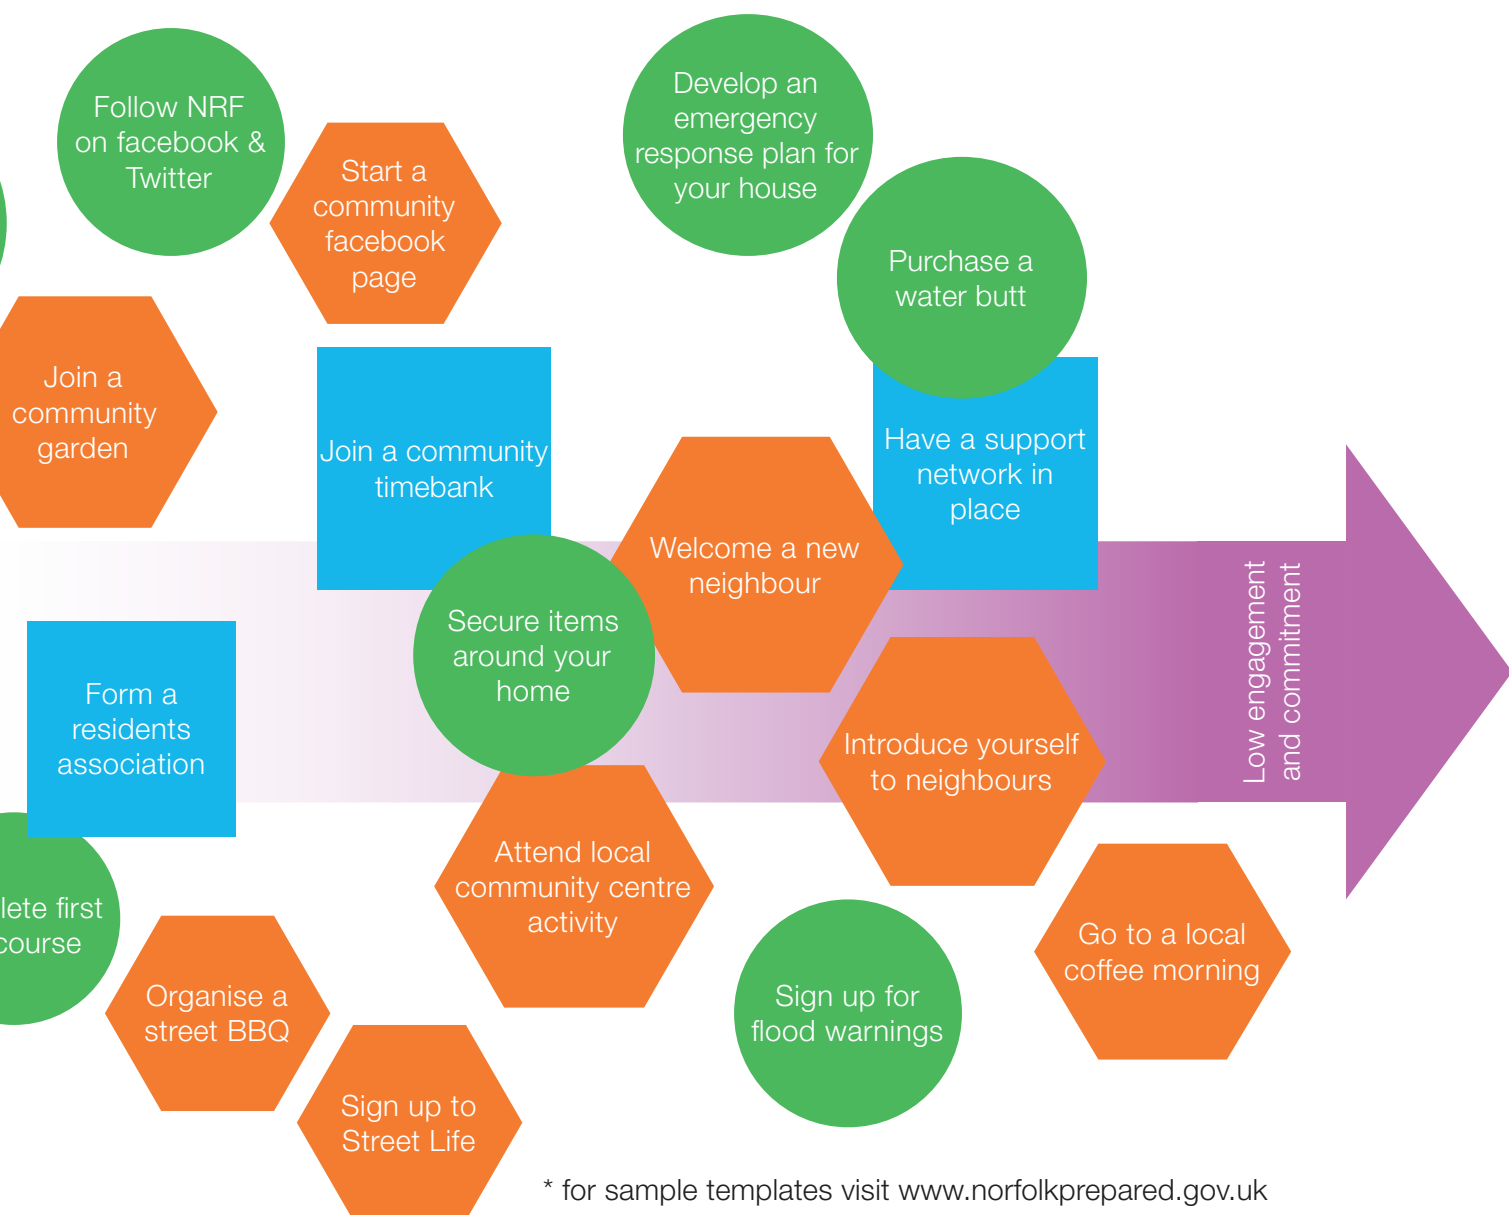 Follow NRF
on facebook &
Twitter
Start a
community
facebook
page
Develop an
emergency
response plan for
your house
Purchase a
water butt
Join a
community
garden
Join a community
timebank
Have a support
network in
place
Welcome a new
neighbour
Secure items
around your
home
Form a
residents
association
Introduce yourself
to neighbours
Low engagement
and commitment
Attend local
community centre
activity
lete first
course
Go to a local
coffee morning
Organise a
street BBQ
Sign up for
flood warnings
Sign up to
Street Life
* for sample templates visit www.norfolkprepared.gov.uk